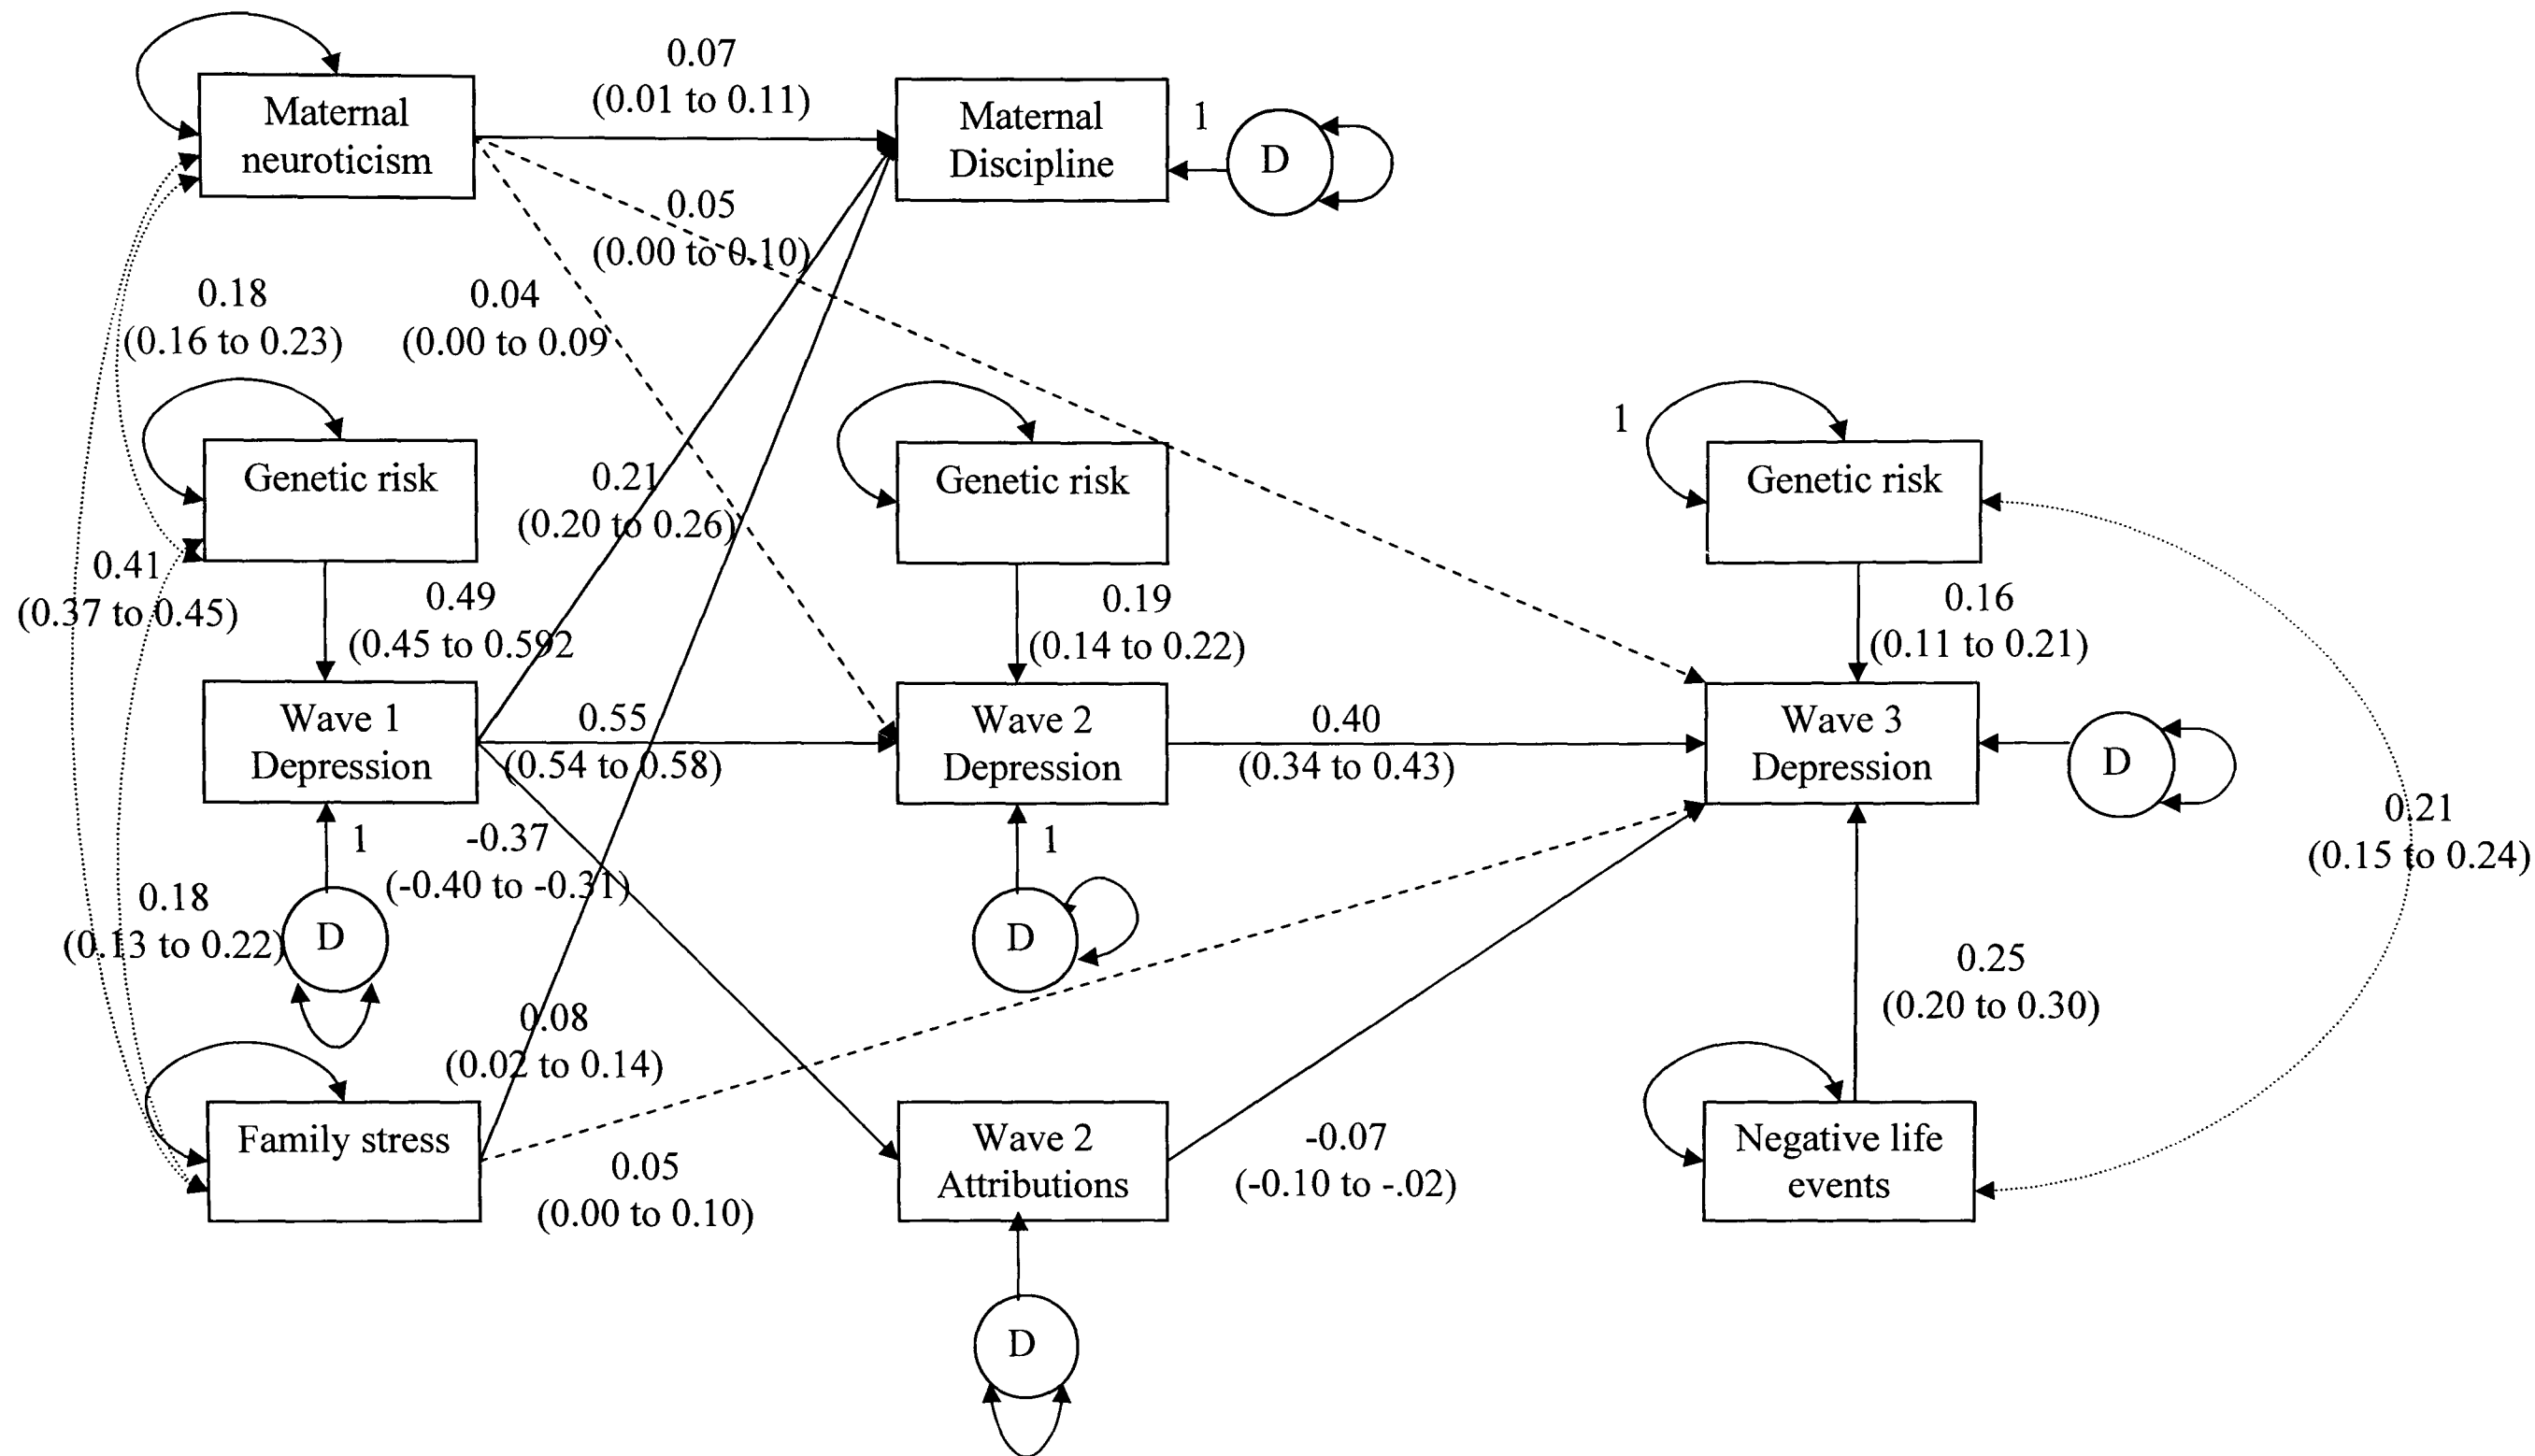 0.07
(0.01 to 0.11)
Maternal
neuroticism
Maternal
Discipline
1
D
0.05
(0.00 to 0.10)
0.18
(0.16 to 0.23)
0.04
(0.00 to 0.09
1
Genetic risk
Genetic risk
Genetic risk
0.21
(0.20 to 0.26)
0.41
(0.37 to 0.45)
0.49
(0.45 to 0.592
0.19
(0.14 to 0.22)
0.16
(0.11 to 0.21)
Wave 1
Depression
0.55
(0.54 to 0.58)
Wave 2
Depression
0.40
(0.34 to 0.43)
Wave 3
Depression
D
0.21
(0.15 to 0.24)
1
-0.37
(-0.40 to -0.31)
1
0.18
(0.13 to 0.22)
D
D
0.25
(0.20 to 0.30)
0.08
(0.02 to 0.14)
Family stress
0.05
(0.00 to 0.10)
Wave 2
Attributions
-0.07
(-0.10 to -.02)
Negative life
events
D